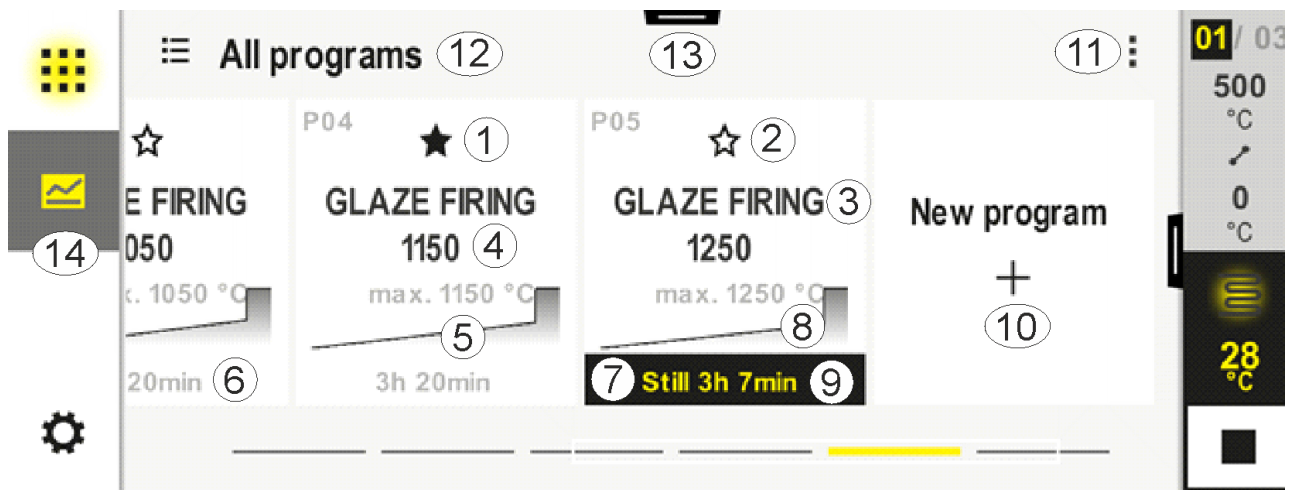 All programs 12
13
11
01 / 03
500
°C
0
°C
28
°C
14
E FIRING
050
x. 1050 °C
20min 6
P04
1
GLAZE FIRING
1150 4
max. 1150 °C
5
3h 20min
P05
2
GLAZE FIRING 3
1250
max. 1250 °C
8
7 Still 3h 7min 9
New program
+
10